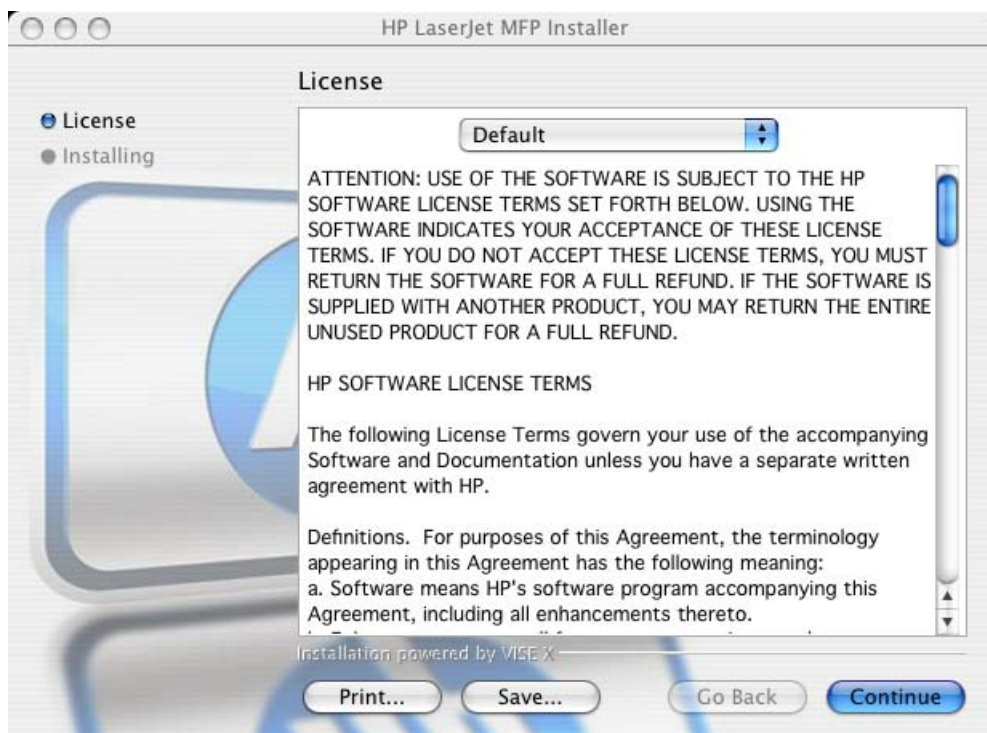 HP LaserJet MFP Installer
License
License
Installing
Default
ATTENTION: USE OF THE SOFTWARE IS SUBJECT TO THE HP
SOFTWARE LICENSE TERMS SET FORTH BELOW. USING THE
SOFTWARE INDICATES YOUR ACCEPTANCE OF THESE LICENSE
TERMS. IF YOU DO NOT ACCEPT THESE LICENSE TERMS, YOU MUST
RETURN THE SOFTWARE FOR A FULL REFUND. IF THE SOFTWARE IS
SUPPLIED WITH ANOTHER PRODUCT, YOU MAY RETURN THE ENTIRE
UNUSED PRODUCT FOR A FULL REFUND.
HP SOFTWARE LICENSE TERMS
The following License Terms govern your use of the accompanying
Software and Documentation unless you have a separate written
agreement with HP.
Definitions. For purposes of this Agreement, the terminology
appearing in this Agreement has the following meaning:
a. Software means HP's software program accompanying this
Agreement, including all enhancements thereto.
Installation powered by VISE X
Print...
Save...
Go Back
Continue